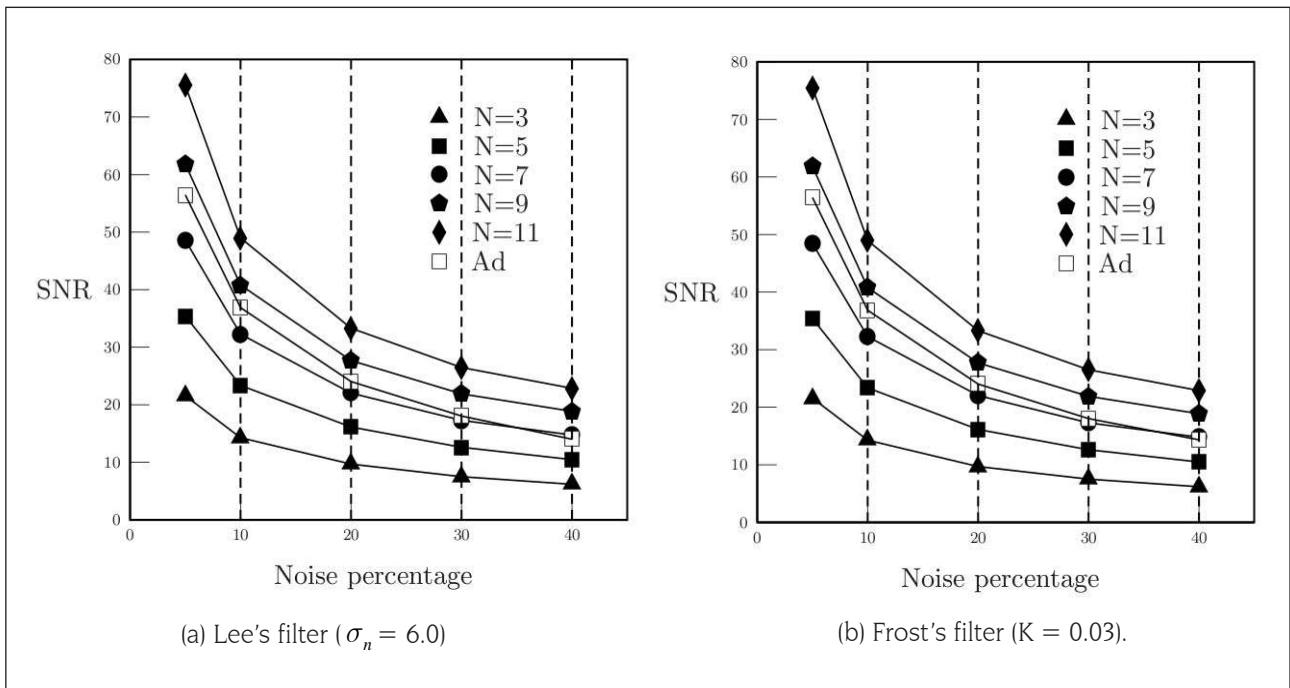 80
70
60
50
40
30
20
10
0
SNR
N=3
N=5
N=7
N=9
N=11
Ad
0 10 20 30 40
Noise percentage
(a) Lee's filter (σn = 6.0)
80
70
60
50
40
30
20
10
0
SNR
N=3
N=5
N=7
N=9
N=11
Ad
0 10 20 30 40
Noise percentage
(b) Frost's filter (K = 0.03).